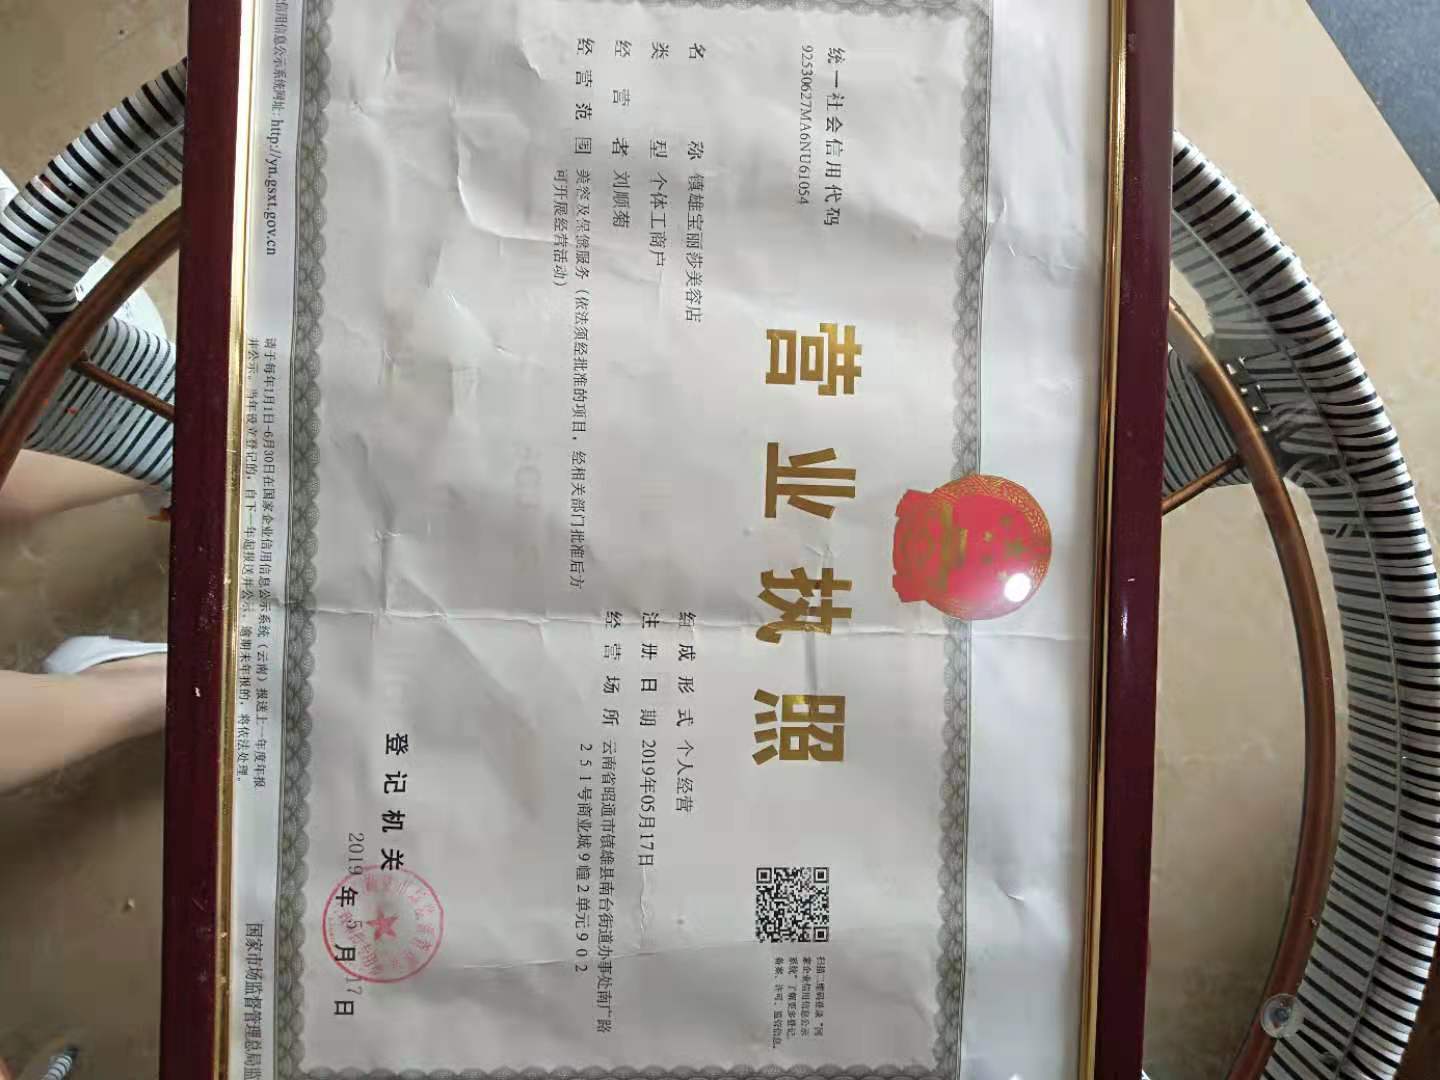 统一社会信用代码
92530627MA6NU61054
营业执照
扫描二维码登录“国
家企业信用信息公示
系统”了解更多登记、
备案、许可、监管信息。
名称 镇雄宝丽莎美容店
类型 个体工商户
经营者 刘顺菊
经营范围 美容及保健服务（依法须经批准的项目，经相关部门批准后方
可开展经营活动）
组成形式 个人经营
注册日期 2019年05月17日
经营场所 云南省昭通市镇雄县南台街道办事处南广路
251号商业城9幢2单元902
登记机关
2019年5月17日
信用信息公示系统网址：http://yn.gsxt.gov.cn
请于每年1月1日-6月30日在国家企业信用信息公示系统（云南）报送上一年度年报
并公示。当年设立登记的，自下一年起报送并公示。逾期未年报的，将依法处理。
国家市场监督管理总局监